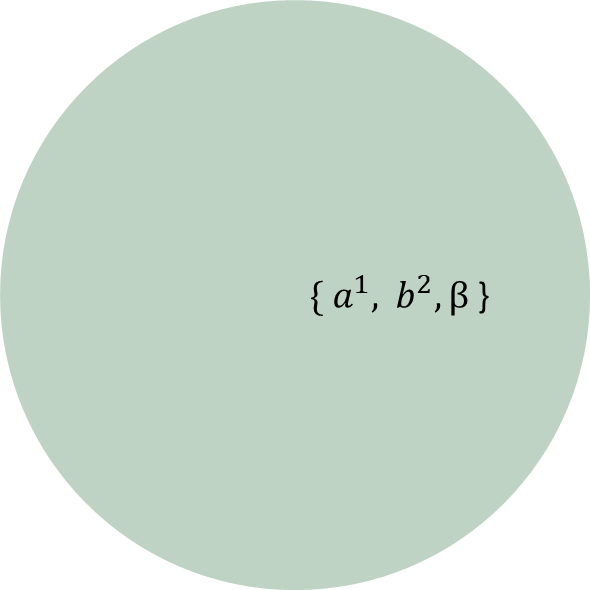 { a¹, b², β }